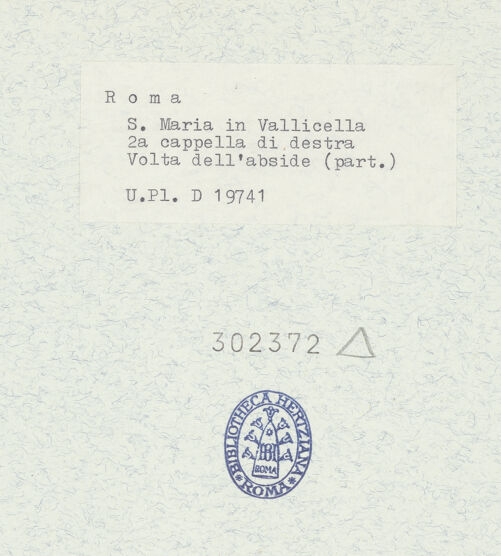 Roma
S. Maria in Vallicella
2a cappella di destra
Volta dell'abside (part.)
U.Pl. D 19741
302372
BIBLIOTHECA HERTZIANA
ROMA
ROMA